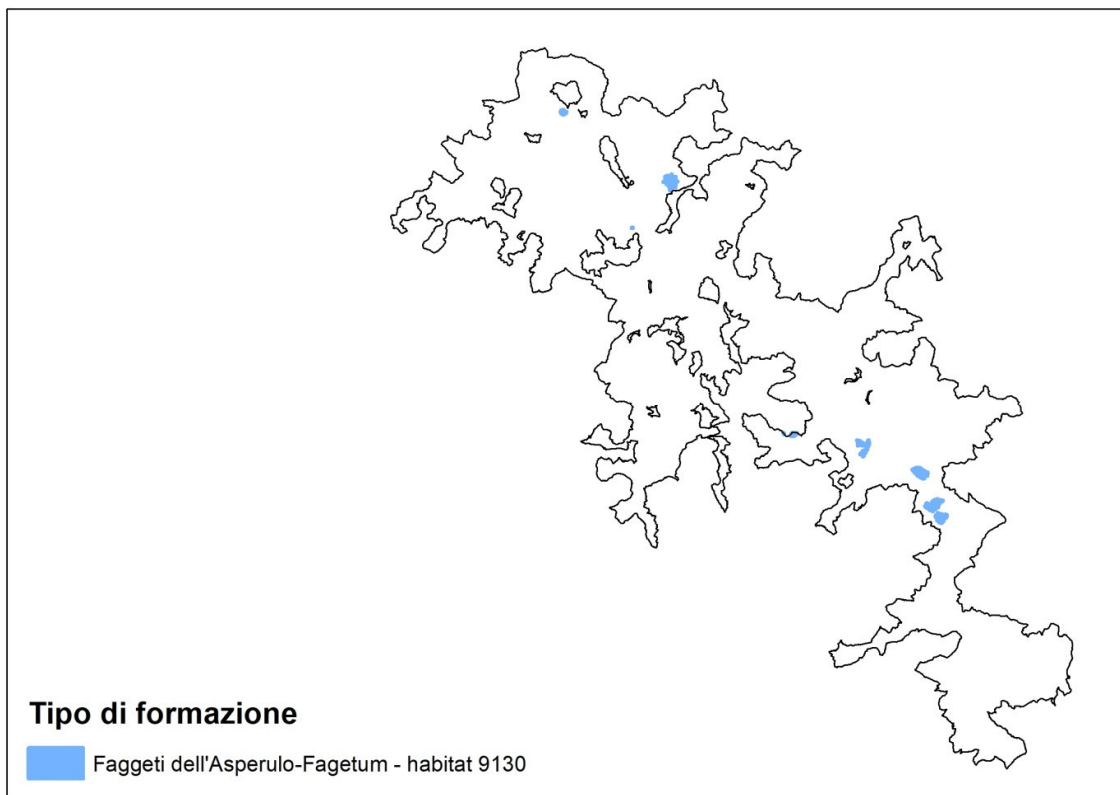 Tipo di formazione
Faggeti dell'Asperulo-Fagetum - habitat 9130